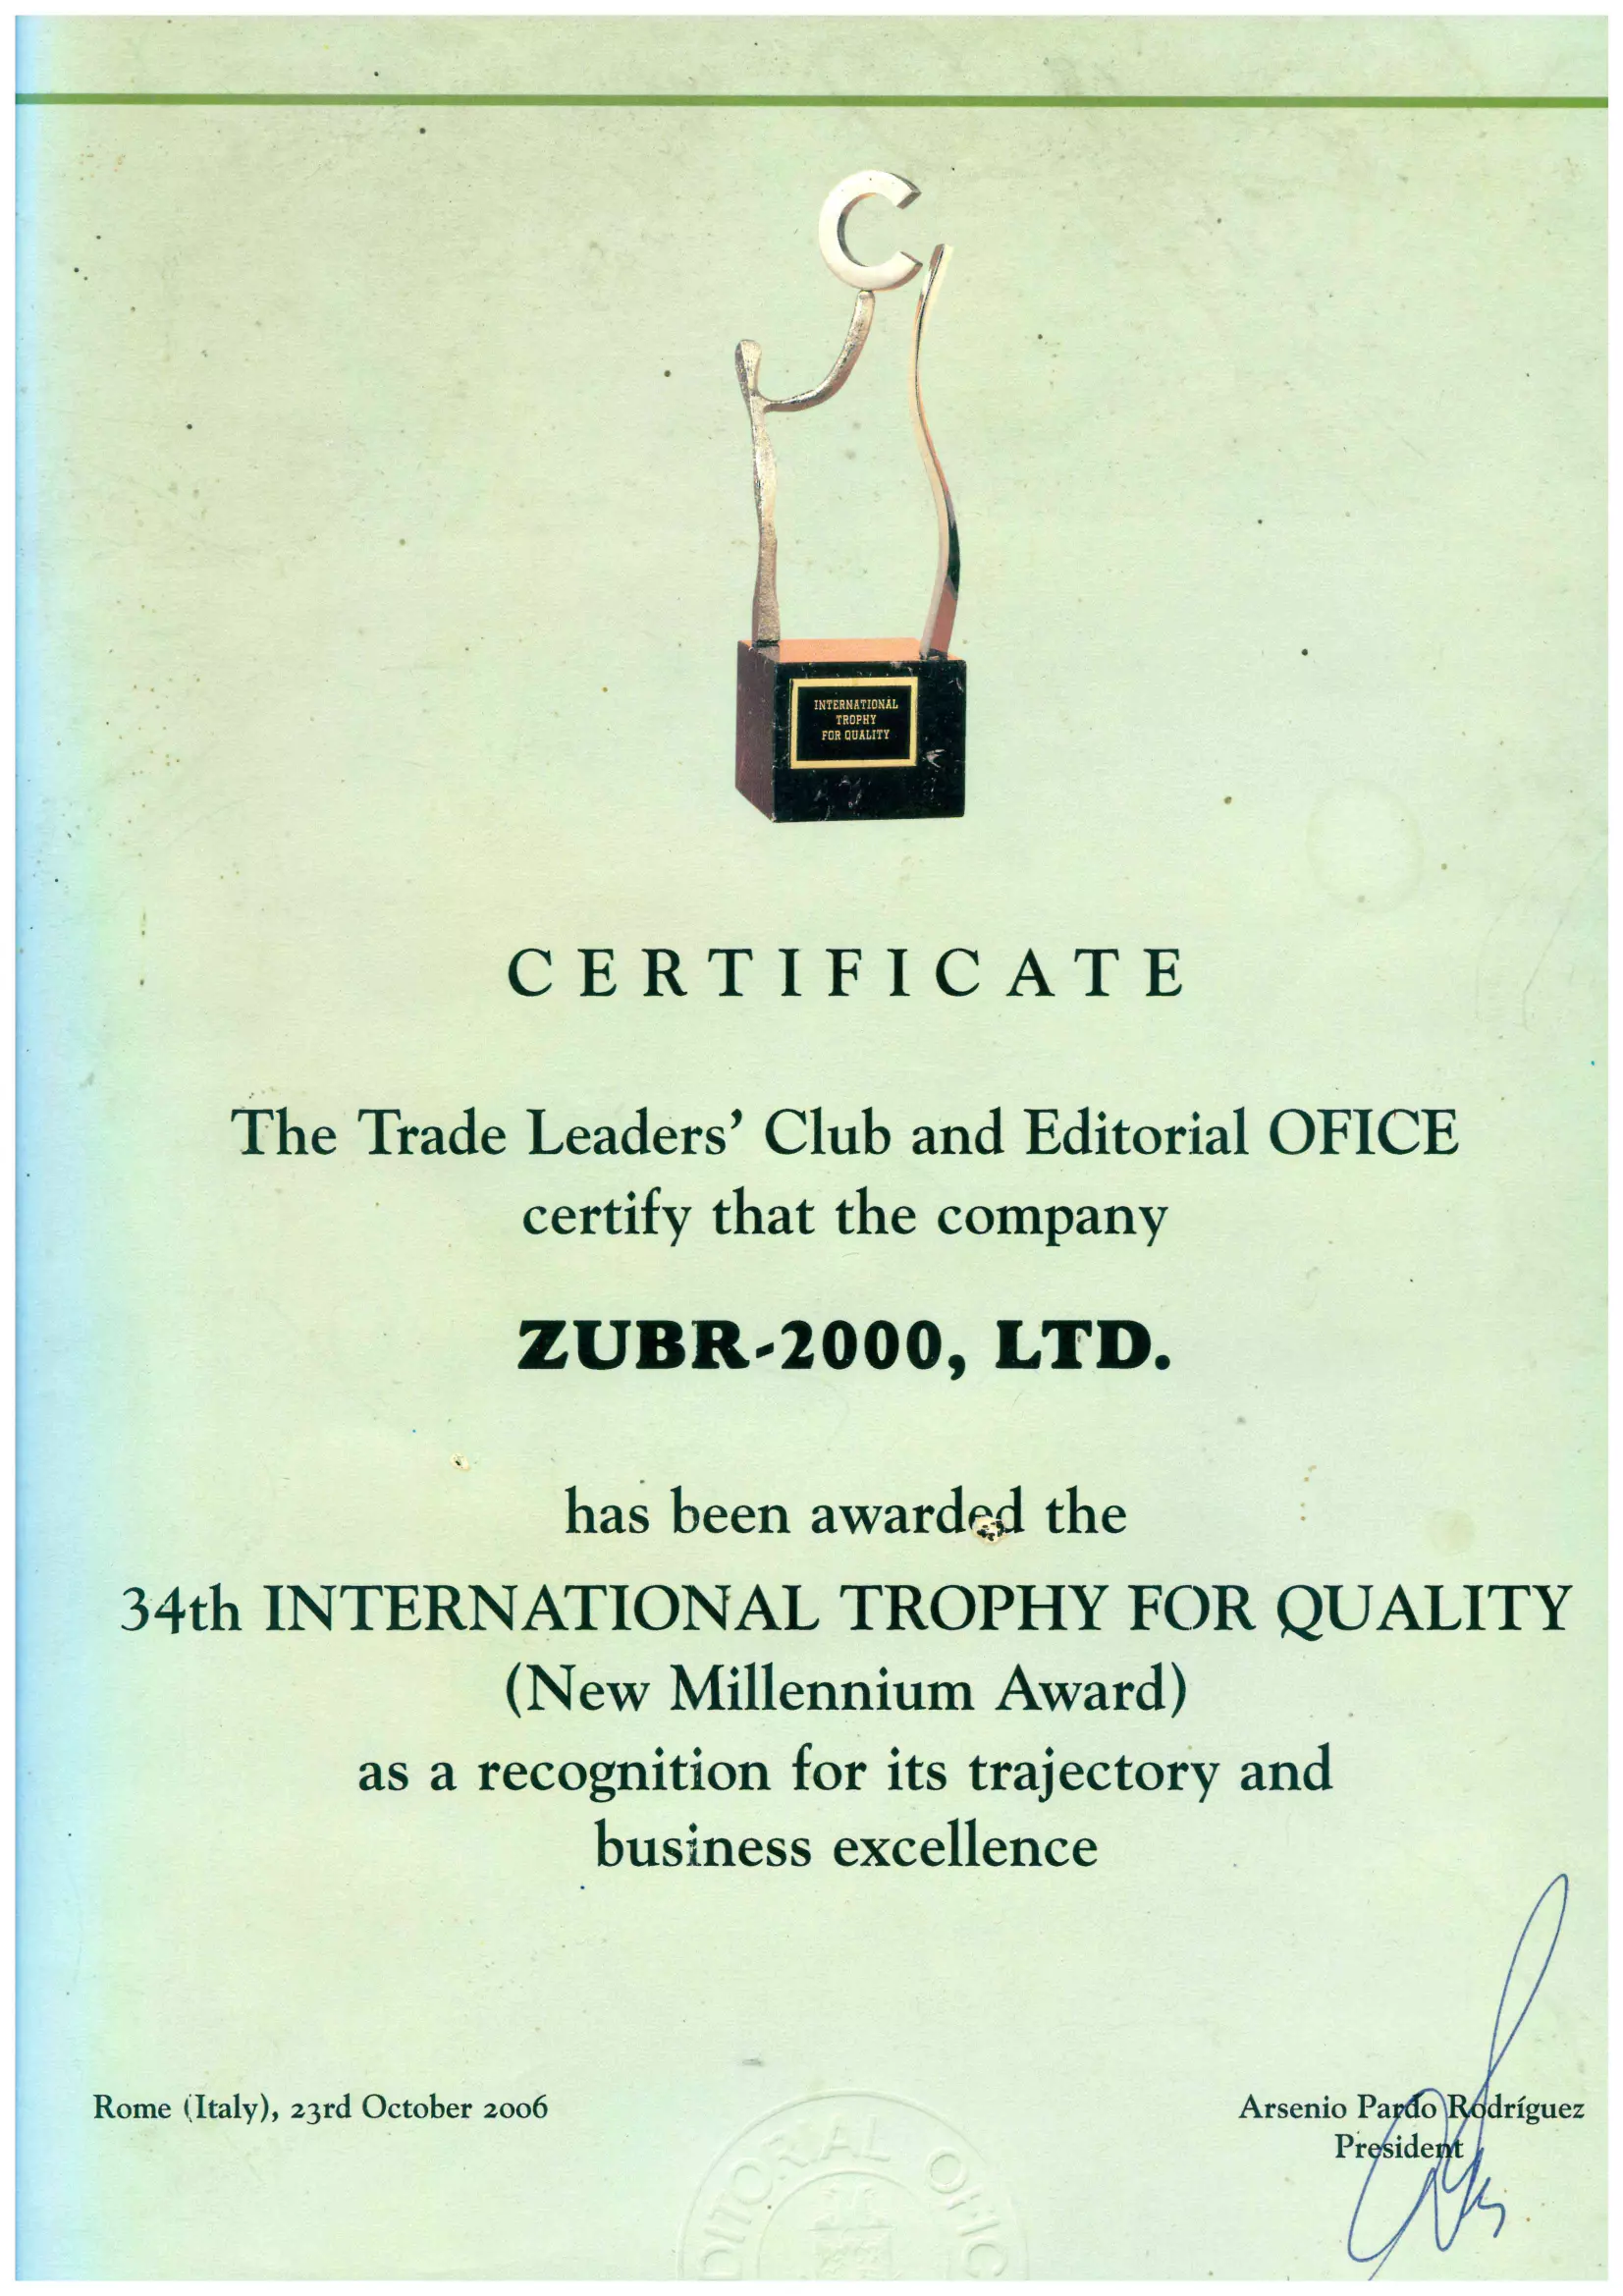 C
INTERNATIONAL
TROPHY
FOR QUALITY
CERTIFICATE
The Trade Leaders’ Club and Editorial OFICE
certify that the company
ZUBR-2000, LTD.
has been awarded the
34th INTERNATIONAL TROPHY FOR QUALITY
(New Millennium Award)
as a recognition for its trajectory and
business excellence
Rome (Italy), 23rd October 2006
Arsenio Pardo Rodríguez
President